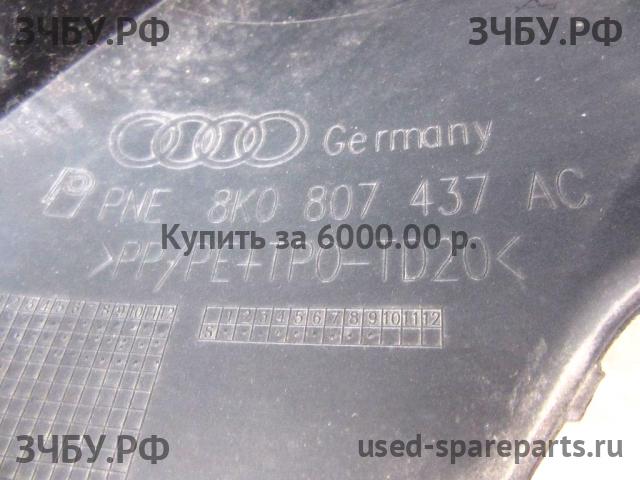 ЗЧБУ.РФ ЗЧБУ.РФ
Germany
PNE 8K0 807 437 AC
Купить за 6000.00 р.
>PP/PE+TPO-TD20<
1 2 3 4 5 6 7 8 9 10 11 12
ЗЧБУ.РФ used-spareparts.ru